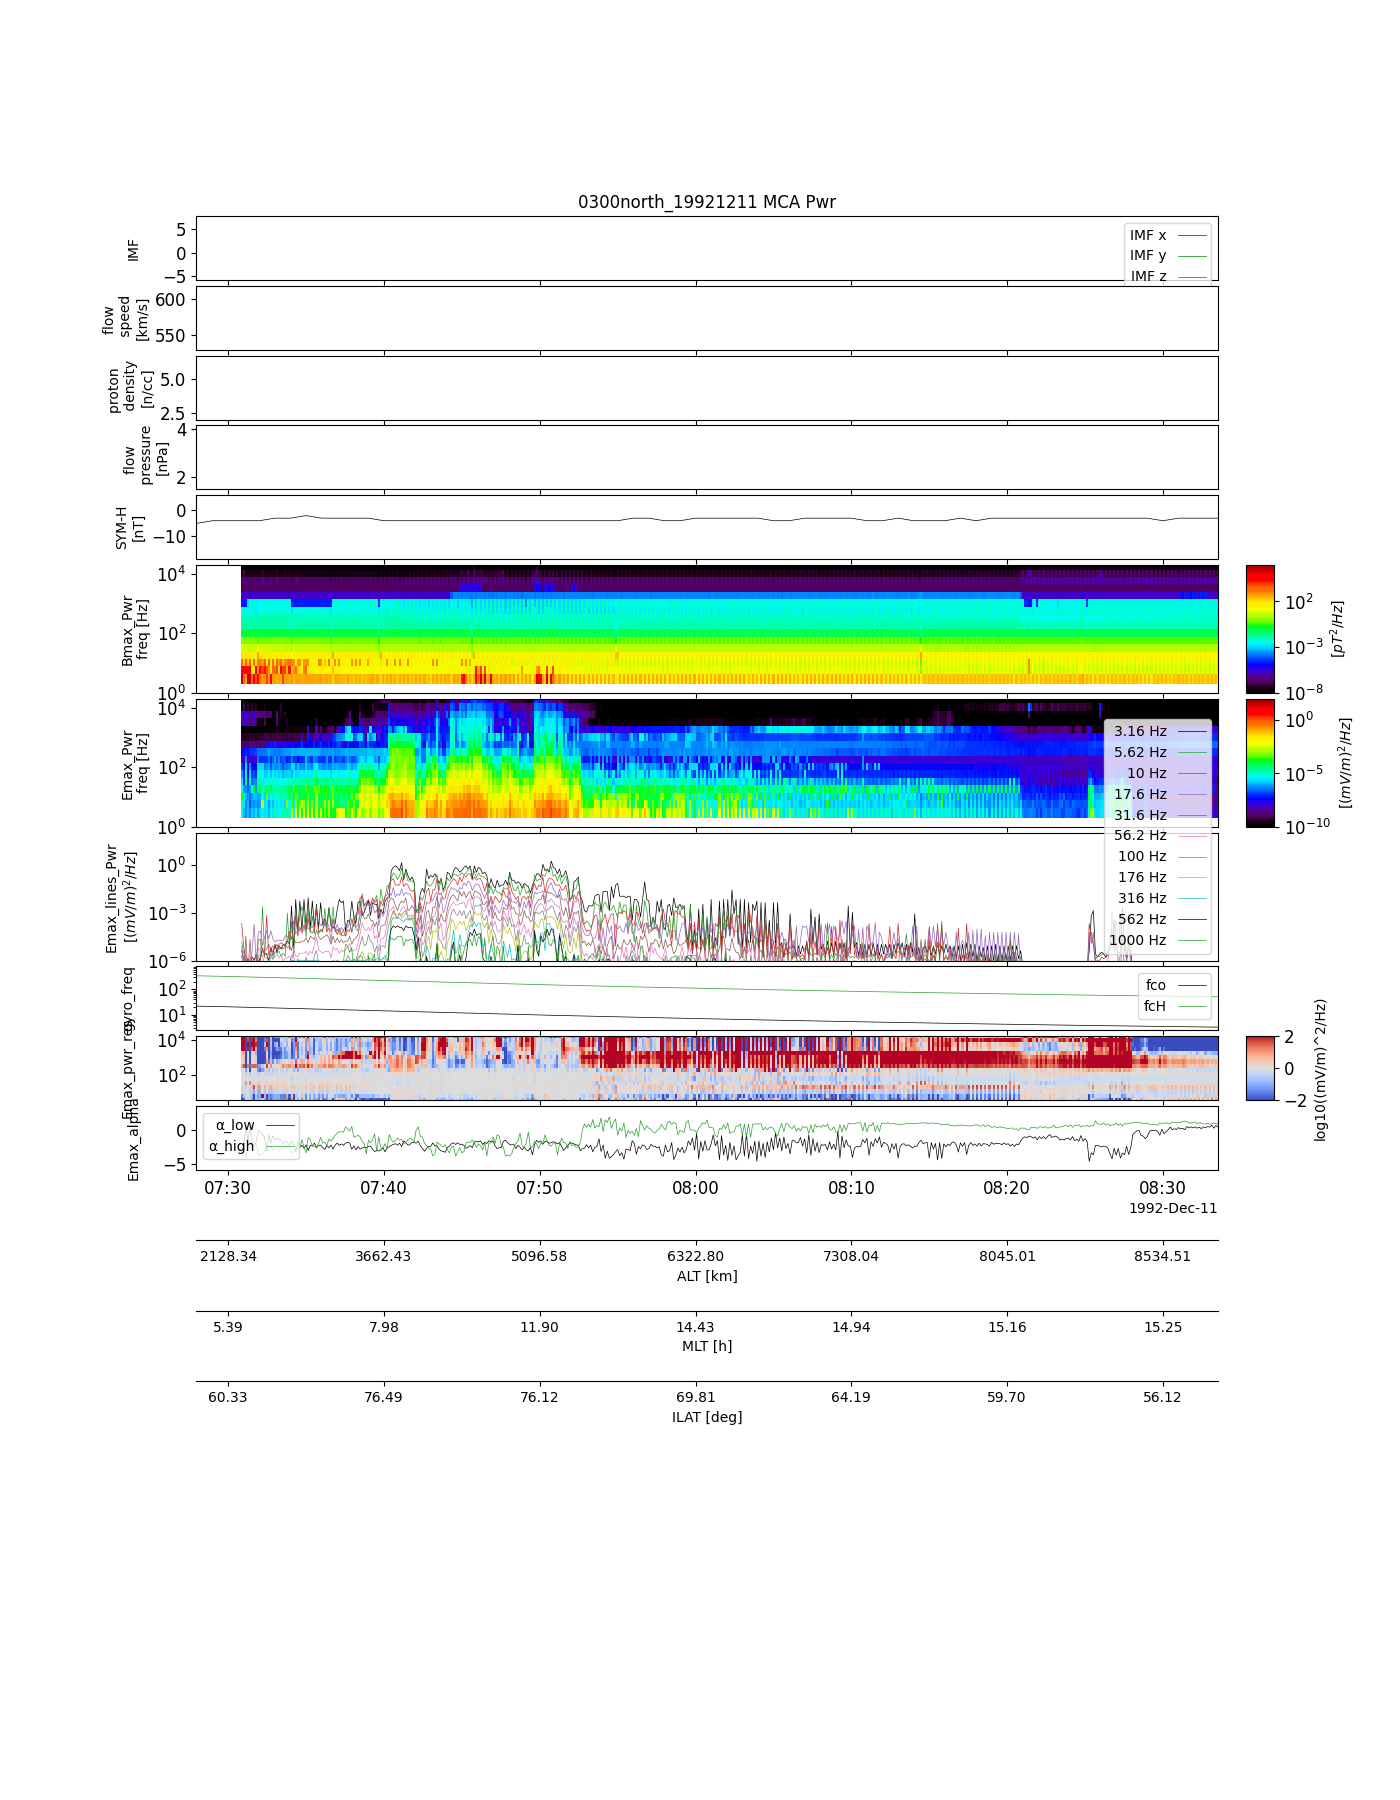 0300north_19921211 MCA Pwr
IMF
5
0
−5
IMF x
IMF y
IMF z
flow
speed
[km/s]
600
550
proton
density
[n/cc]
5.0
2.5
flow
pressure
[nPa]
4
2
SYM-H
[nT]
0
−10
Bmax_Pwr
freq [Hz]
10^4
10^2
10^0
10^2
10^−3
10^−8
[pT^2/Hz]
Emax_Pwr
freq [Hz]
10^4
10^2
10^0
10^0
10^−5
10^−10
[(mV/m)^2/Hz]
3.16 Hz
5.62 Hz
10 Hz
17.6 Hz
31.6 Hz
56.2 Hz
100 Hz
176 Hz
316 Hz
562 Hz
1000 Hz
Emax_lines_Pwr
[(mV/m)^2/Hz]
10^0
10^−3
10^−6
gyro_freq
10^2
10^1
fco
fcH
Emax_pwr_res
10^4
10^2
2
0
−2
log10((mV/m)^2/Hz)
Emax_alpha
0
−5
α_low
α_high
07:30 07:40 07:50 08:00 08:10 08:20 08:30
1992-Dec-11
2128.34 3662.43 5096.58 6322.80 7308.04 8045.01 8534.51
ALT [km]
5.39 7.98 11.90 14.43 14.94 15.16 15.25
MLT [h]
60.33 76.49 76.12 69.81 64.19 59.70 56.12
ILAT [deg]